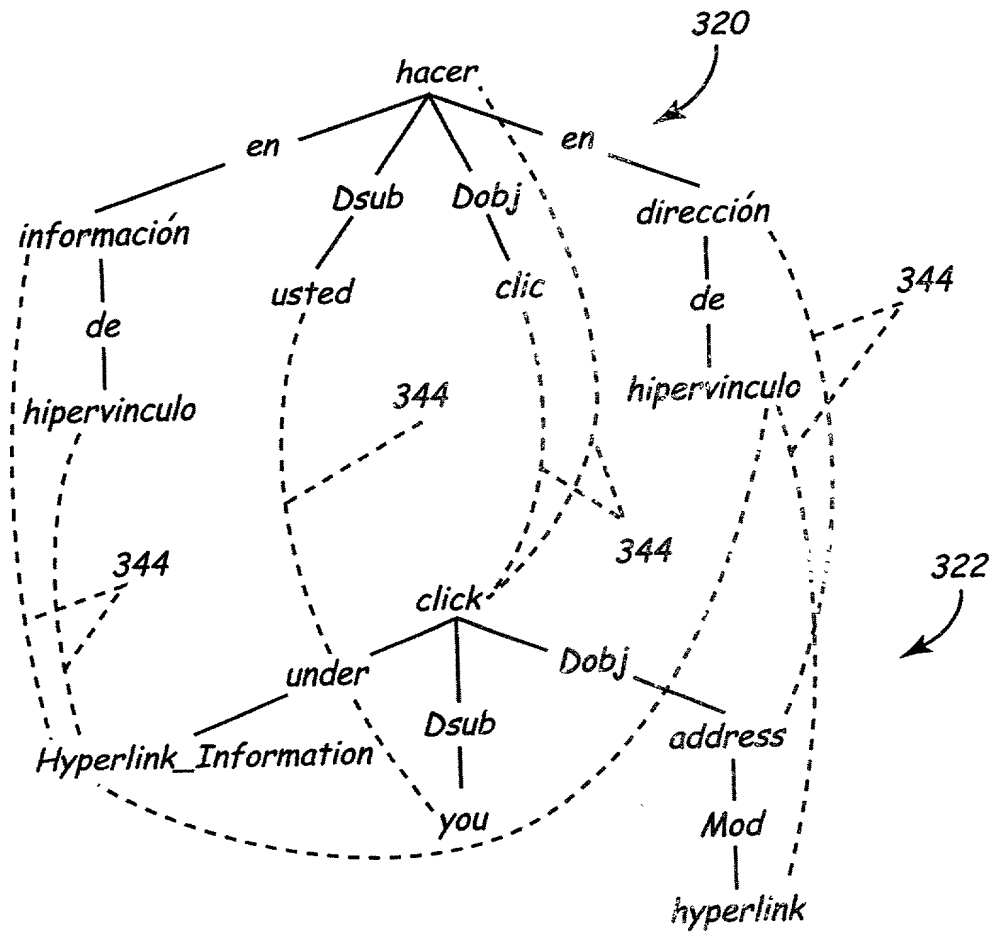 320
hacer
en
en
Dsub
Dobj
información
dirección
344
usted
clic
de
de
344
hipervinculo
hipervinculo
344
344
322
click
under
Dobj
Dsub
Hyperlink_Information
address
you
Mod
hyperlink